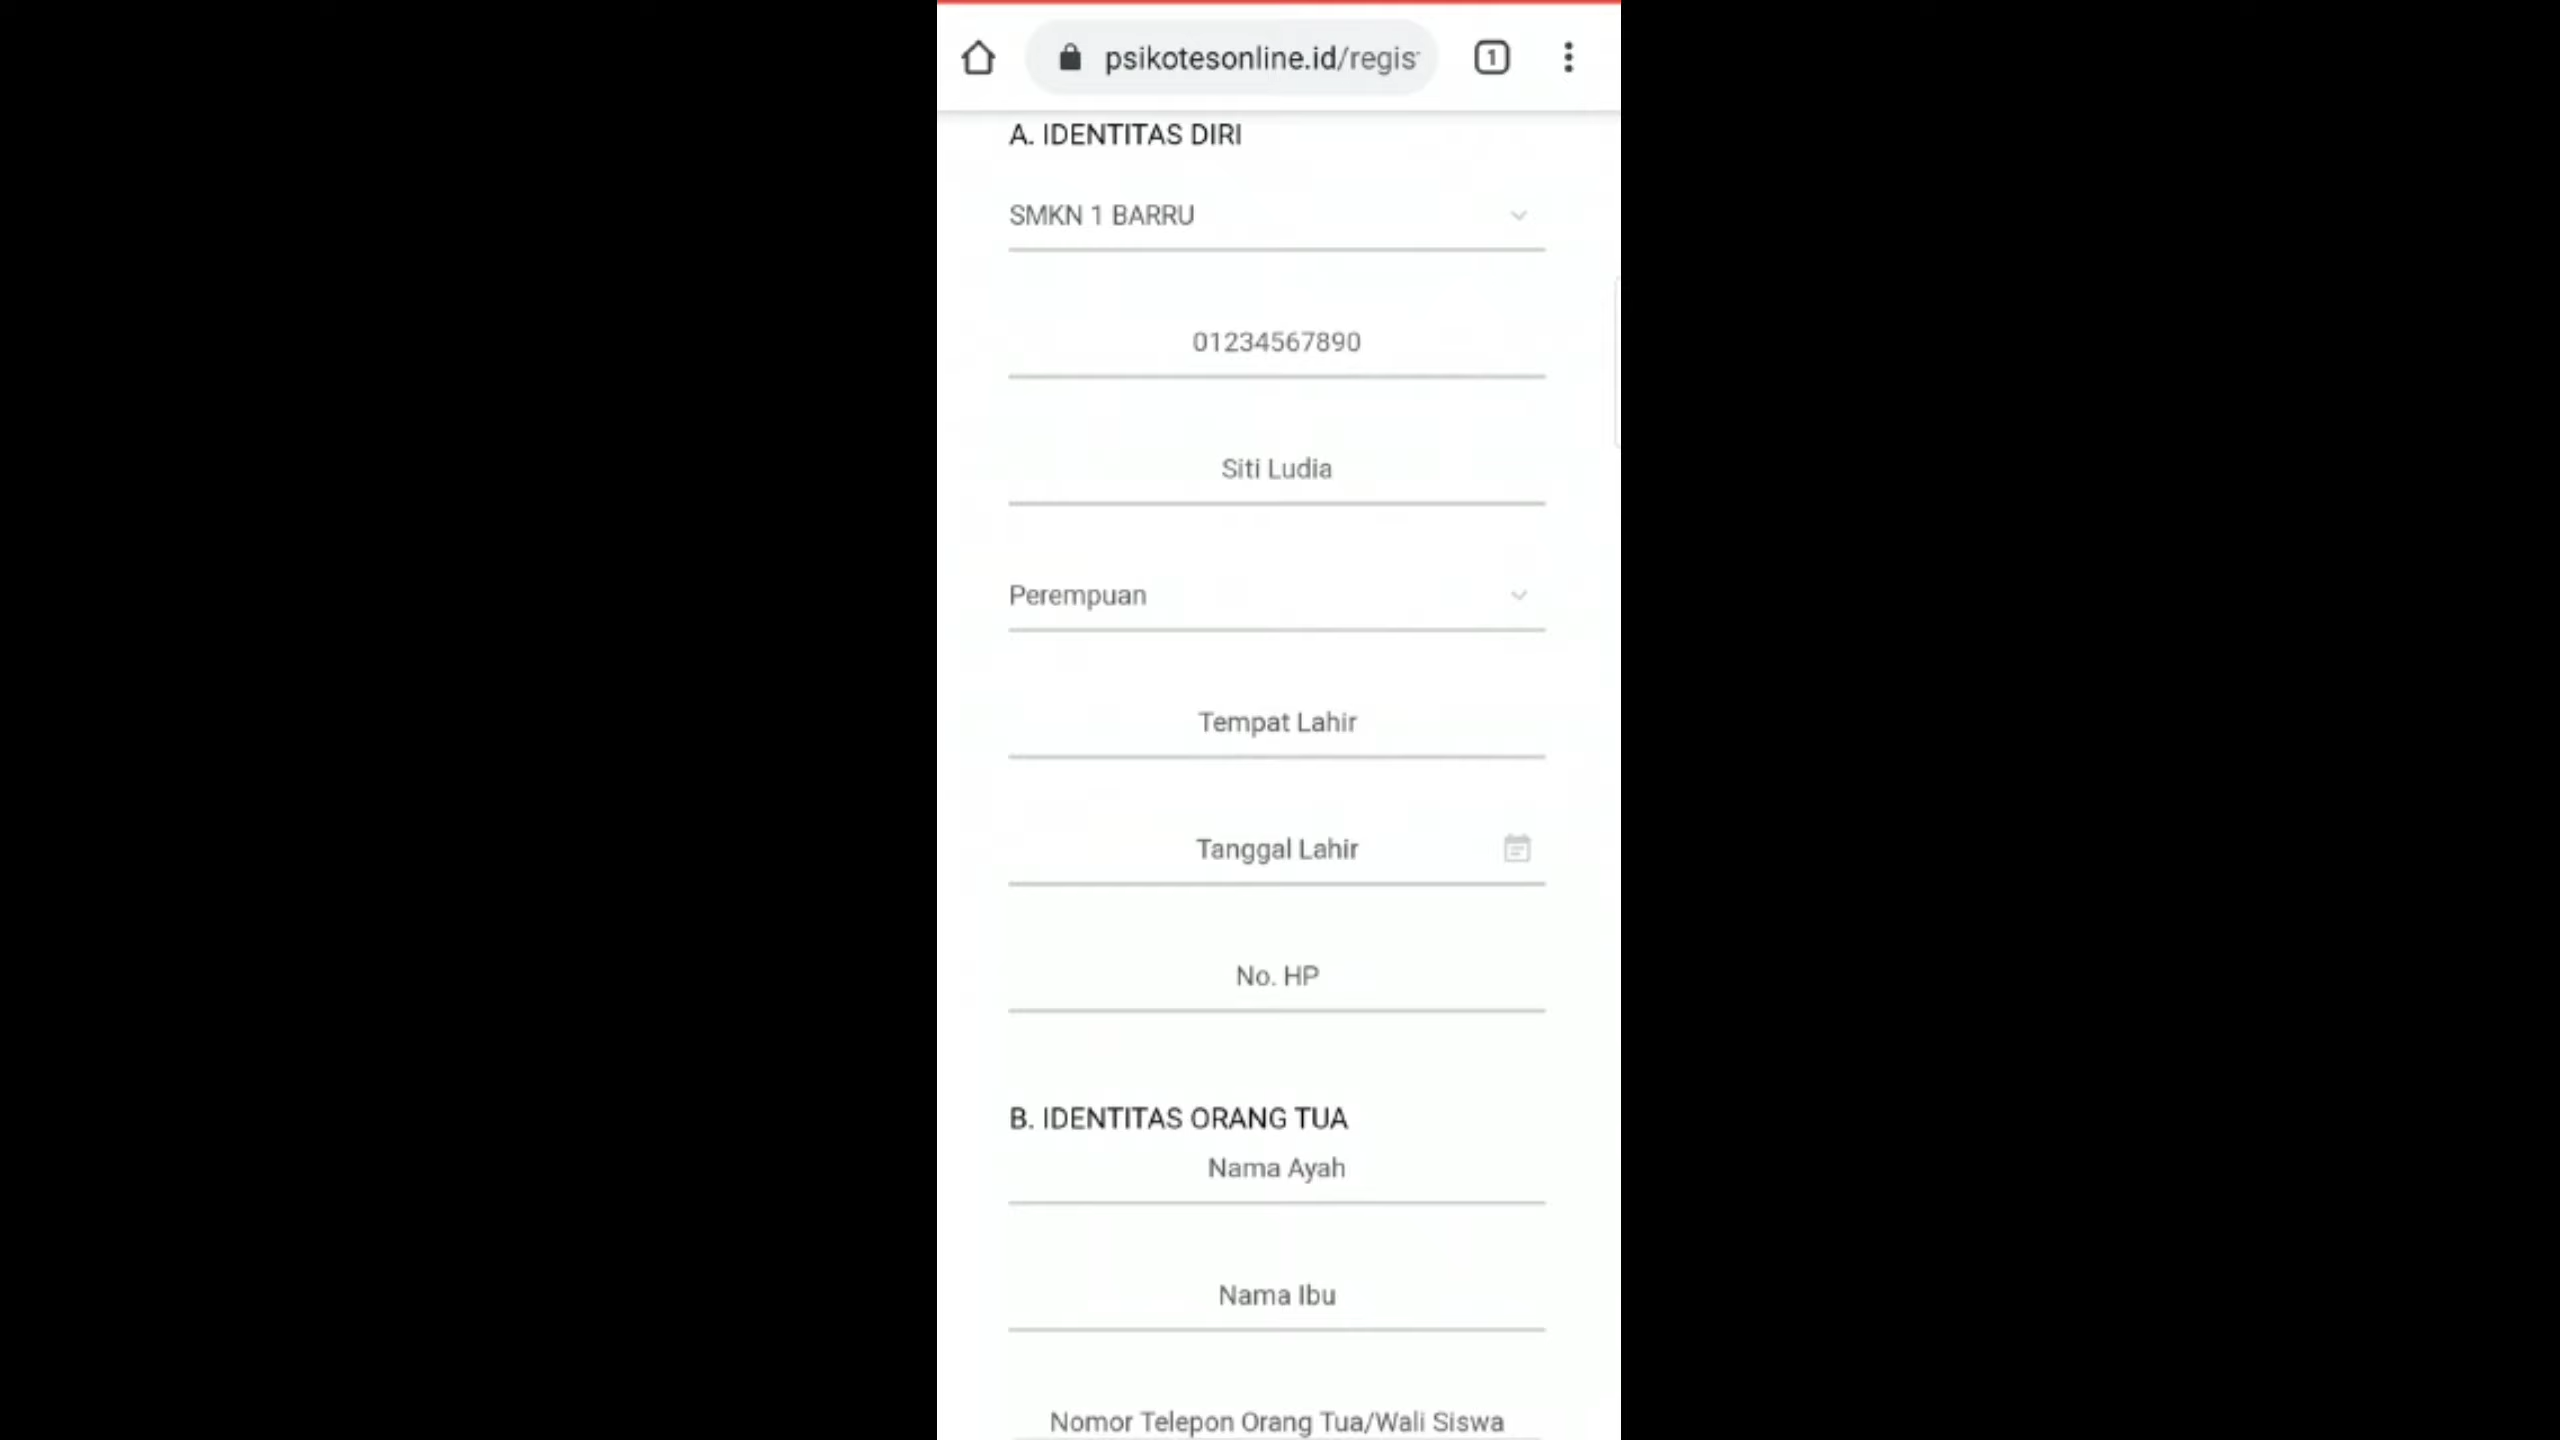 psikotesonline.id/regis
1
A. IDENTITAS DIRI
SMKN 1 BARRU
01234567890
Siti Ludia
Perempuan
Tempat Lahir
Tanggal Lahir
No. HP
B. IDENTITAS ORANG TUA
Nama Ayah
Nama Ibu
Nomor Telepon Orang Tua/Wali Siswa